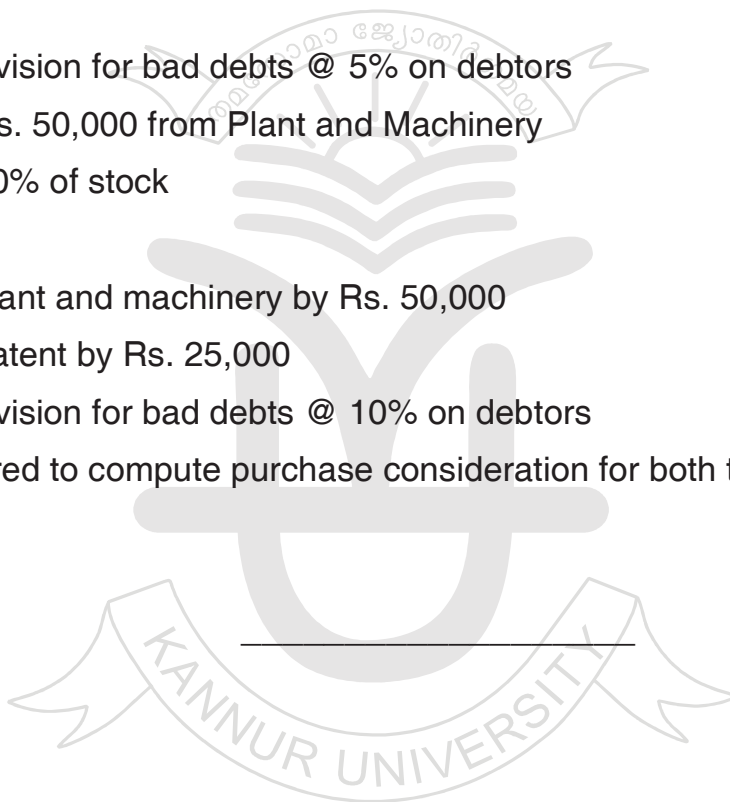 vision for bad debts @ 5% on debtors
s. 50,000 from Plant and Machinery
0% of stock
ant and machinery by Rs. 50,000
atent by Rs. 25,000
vision for bad debts @ 10% on debtors
red to compute purchase consideration for both t
KANNUR UNIVERSITY